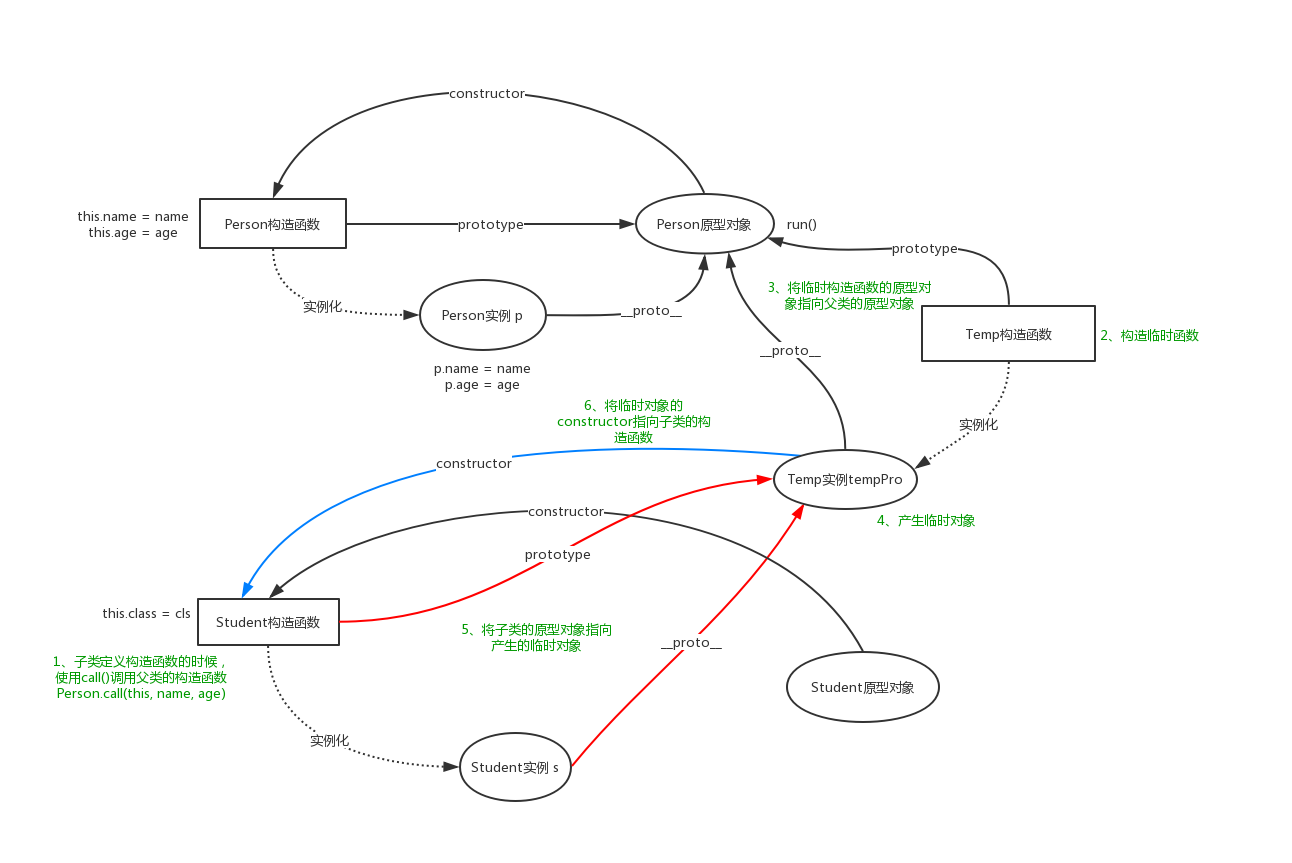 constructor
this.name = name
this.age = age
Person构造函数
prototype
Person原型对象
run()
prototype
实例化
Person实例 p
__proto__
3、将临时构造函数的原型对
象指向父类的原型对象
Temp构造函数
2、构造临时函数
__proto__
p.name = name
p.age = age
6、将临时对象的
constructor指向子类的构
造函数
实例化
constructor
Temp实例tempPro
constructor
4、产生临时对象
prototype
this.class = cls
Student构造函数
5、将子类的原型对象指向
产生的临时对象
__proto__
1、子类定义构造函数的时候，
使用call()调用父类的构造函数
Person.call(this, name, age)
Student原型对象
实例化
Student实例 s